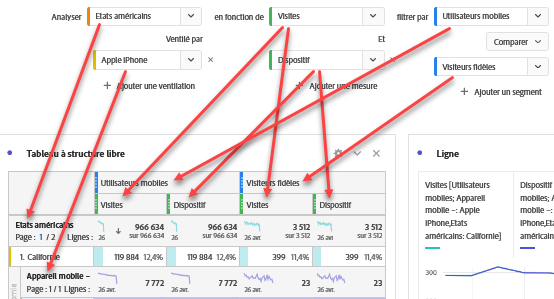 Analyser Etats américains en fonction de Visites filtrer par Utilisateurs mobiles
Ventilé par Et Comparer
Apple iPhone × Dispositif × Visiteurs fidèles
+ Ajouter une ventilation + Ajouter une mesure + Ajouter un segment
Tableau à structure libre
Ligne
Utilisateurs mobiles Visiteurs fidèles
Visites Dispositif Visites Dispositif
Etats américains
Page : 1 / 2 Lignes : 26 966 634 sur 966 634 26 966 634 sur 966 634 26 avr. 3 512 sur 3 512 26 avr. 3 512 sur 3 512
1. Californie 119 884 12,4% 119 884 12,4% 399 11,4% 399 11,4%
Appareil mobile –
Page : 1 / 1 Lignes 26 avr. 7 772 26 avr. 7 772 26 avr. 23 26 avr. 23
Visites [Utilisateurs
mobiles; Appareil
mobile –: Apple
iPhone,Etats
américains: Californie]
Dispositif
mobiles; A
mobile –:
iPhone,Et
américain
300
200